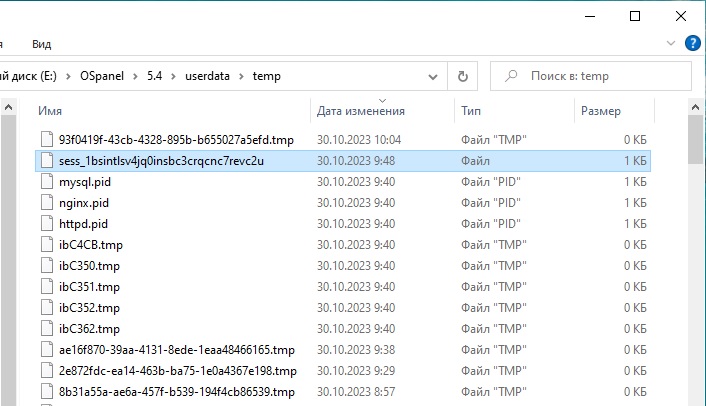 я Вид
ый диск (E:) > OSpanel > 5.4 > userdata > temp Поиск в: temp
Имя Дата изменения Тип Размер
93f0419f-43cb-4328-895b-b655027a5efd.tmp 30.10.2023 10:04 Файл "TMP" 0 КБ
sess_1bsintlsv4jq0insbc3crqcnc7revc2u 30.10.2023 9:48 Файл 1 КБ
mysql.pid 30.10.2023 9:40 Файл "PID" 1 КБ
nginx.pid 30.10.2023 9:40 Файл "PID" 1 КБ
httpd.pid 30.10.2023 9:40 Файл "PID" 1 КБ
ibC4CB.tmp 30.10.2023 9:40 Файл "TMP" 0 КБ
ibC350.tmp 30.10.2023 9:40 Файл "TMP" 0 КБ
ibC351.tmp 30.10.2023 9:40 Файл "TMP" 0 КБ
ibC352.tmp 30.10.2023 9:40 Файл "TMP" 0 КБ
ibC362.tmp 30.10.2023 9:40 Файл "TMP" 0 КБ
ae16f870-39aa-4131-8ede-1eaa48466165.tmp 30.10.2023 9:38 Файл "TMP" 0 КБ
2e872fdc-ea14-463b-ba75-1e0a4367e198.tmp 30.10.2023 9:29 Файл "TMP" 0 КБ
8b31a55a-ae6a-457f-b539-194f4cb86539.tmp 30.10.2023 8:57 Файл "TMP" 0 КБ